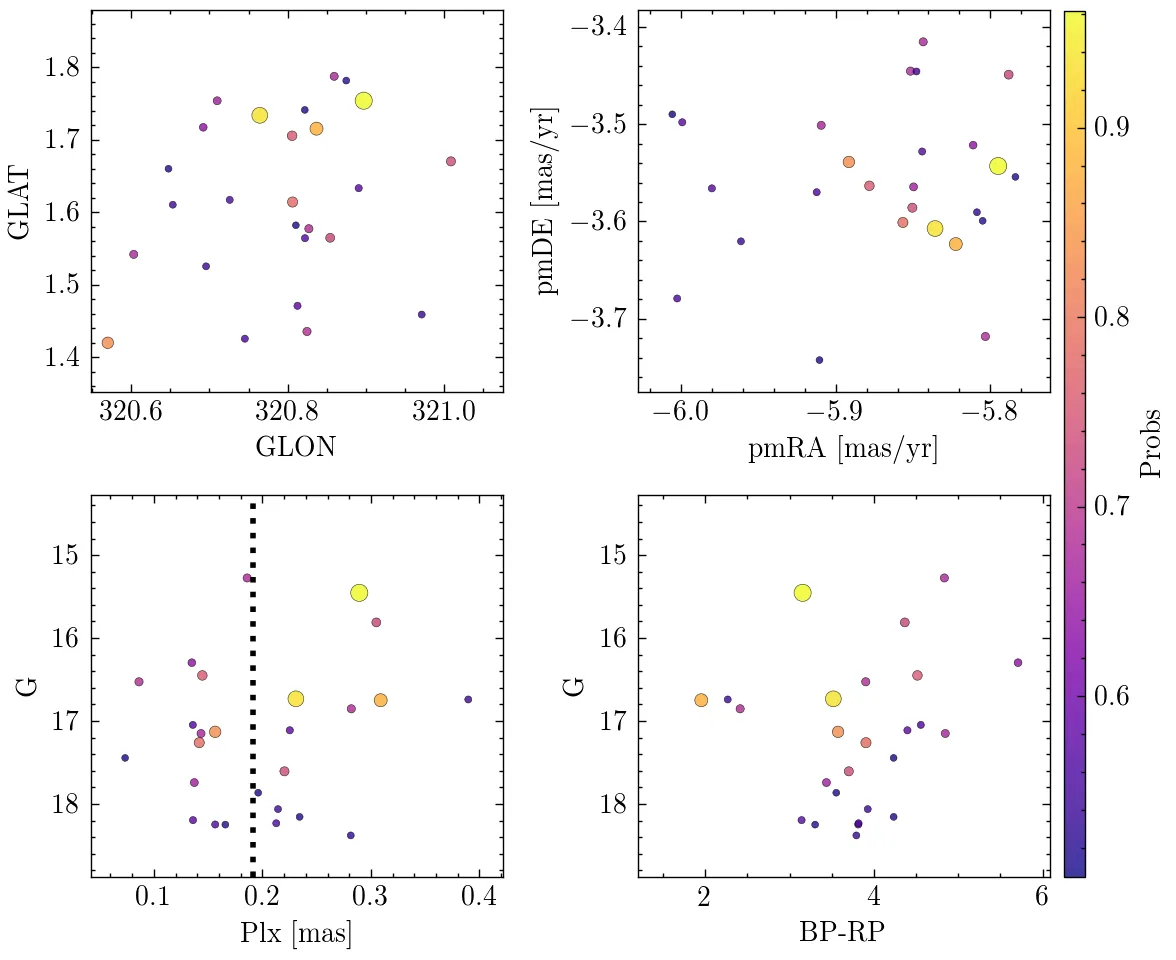 1.8
1.7
1.6
1.5
1.4
GLAT
320.6 320.8 321.0
GLON
−3.4
−3.5
−3.6
−3.7
pmDE [mas/yr]
−6.0 −5.9 −5.8
pmRA [mas/yr]
15
16
17
18
G
0.1 0.2 0.3 0.4
Plx [mas]
15
16
17
18
G
2 4 6
BP-RP
0.9
0.8
0.7
0.6
Probs